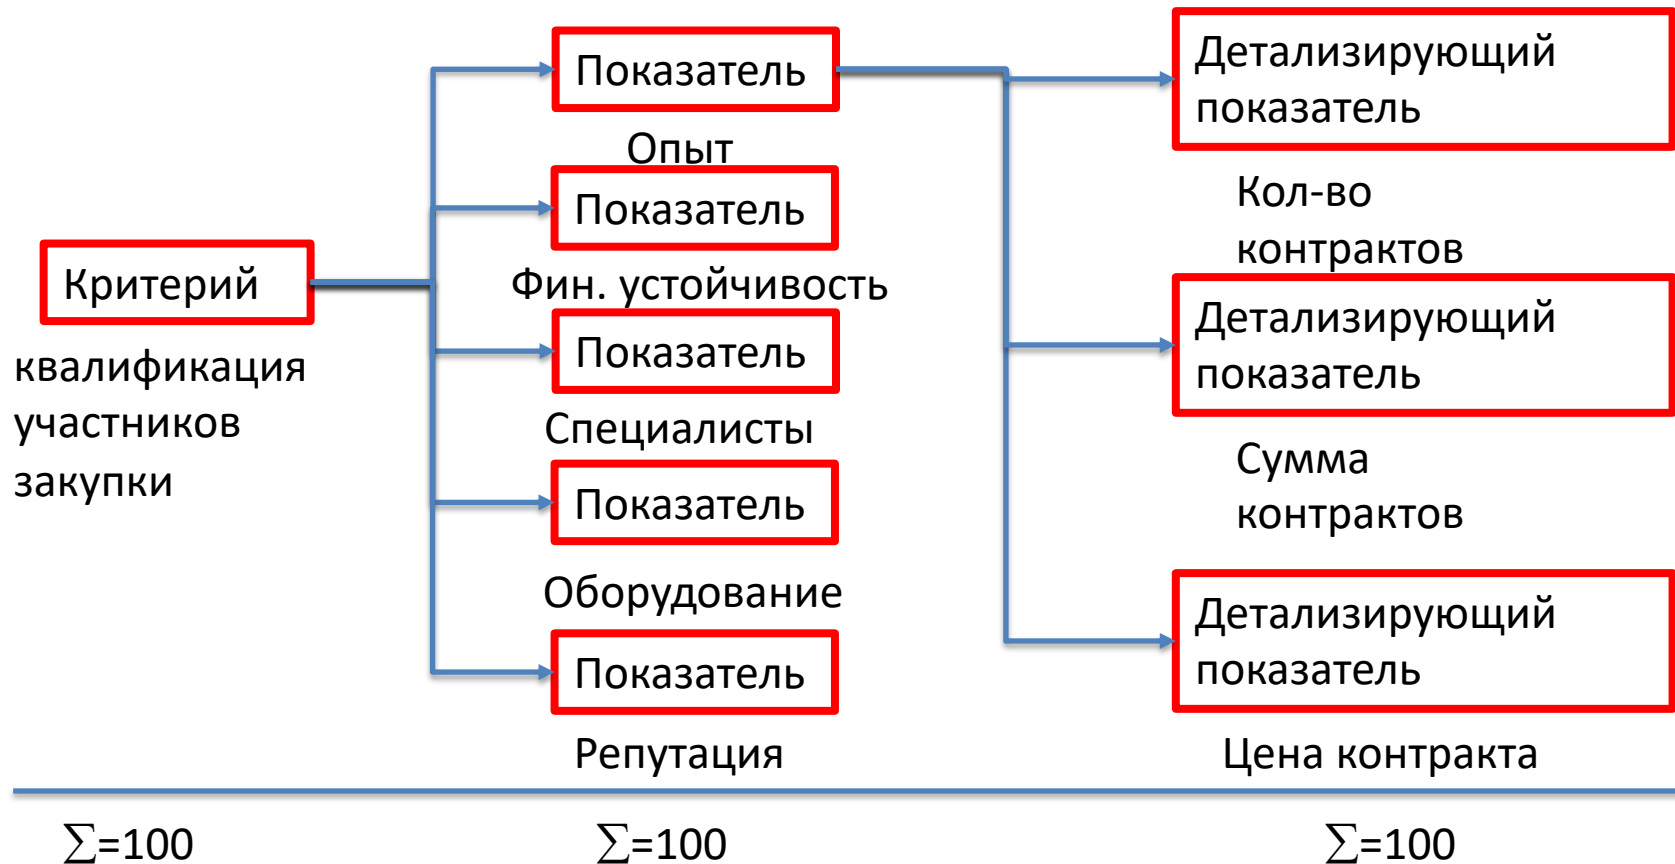 Критерий
квалификация
участников
закупки
Показатель
Опыт
Показатель
Фин. устойчивость
Показатель
Специалисты
Показатель
Оборудование
Показатель
Репутация
Детализирующий
показатель
Кол-во
контрактов
Детализирующий
показатель
Сумма
контрактов
Детализирующий
показатель
Цена контракта
∑=100
∑=100
∑=100